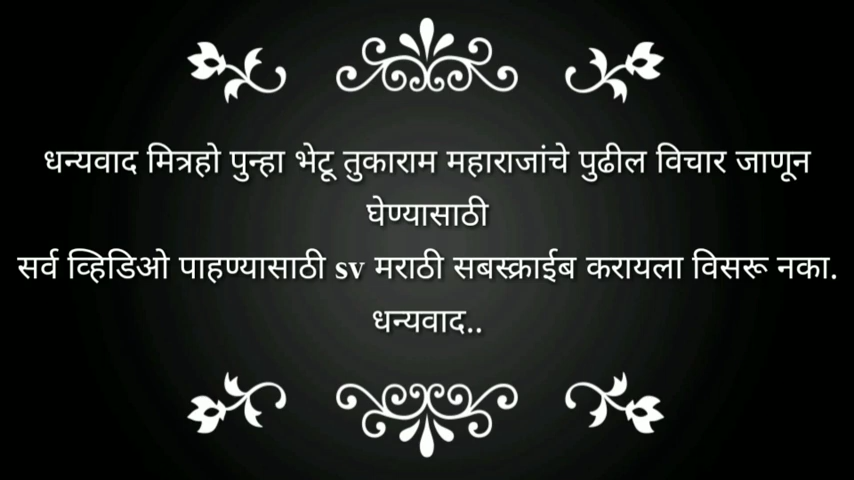 धन्यवाद मित्रहो पुन्हा भेटू तुकाराम महाराजांचे पुढील विचार जाणून
घेण्यासाठी
सर्व व्हिडिओ पाहण्यासाठी sv मराठी सबस्क्राईब करायला विसरू नका.
धन्यवाद..